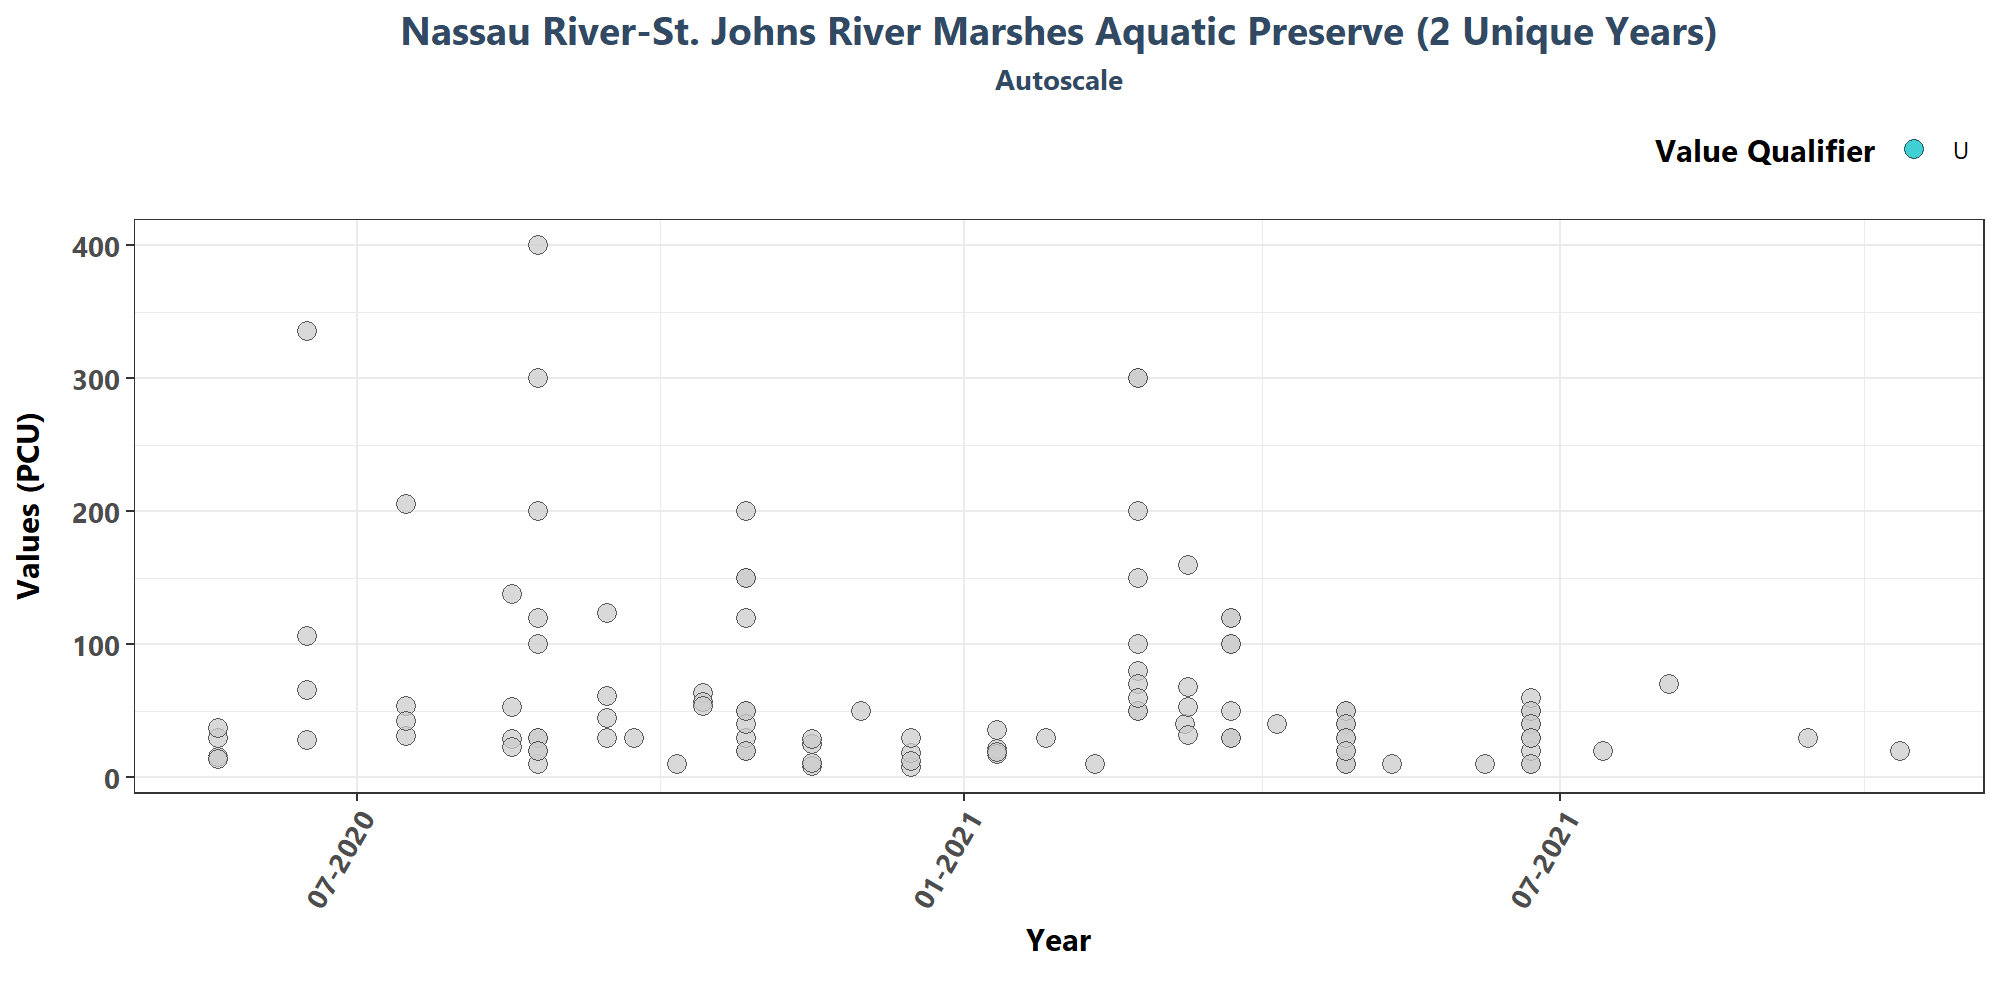 Nassau River-St. Johns River Marshes Aquatic Preserve (2 Unique Years)
Autoscale
Value Qualifier U
Values (PCU)
400
300
200
100
0
07-2020
01-2021
07-2021
Year